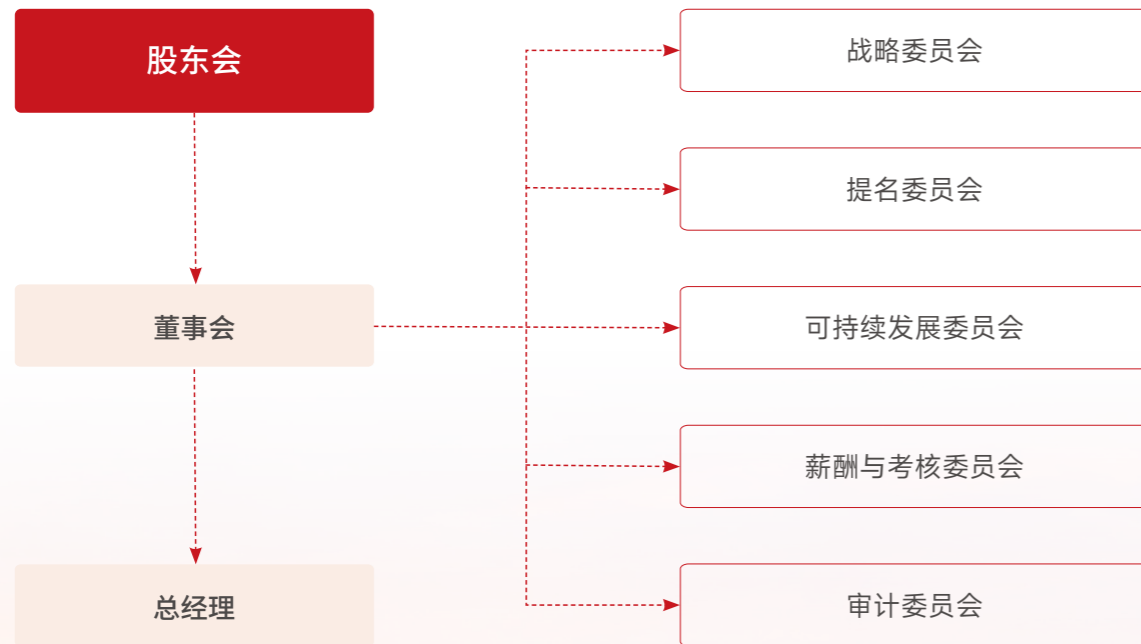 股东会
董事会
总经理
战略委员会
提名委员会
可持续发展委员会
薪酬与考核委员会
审计委员会